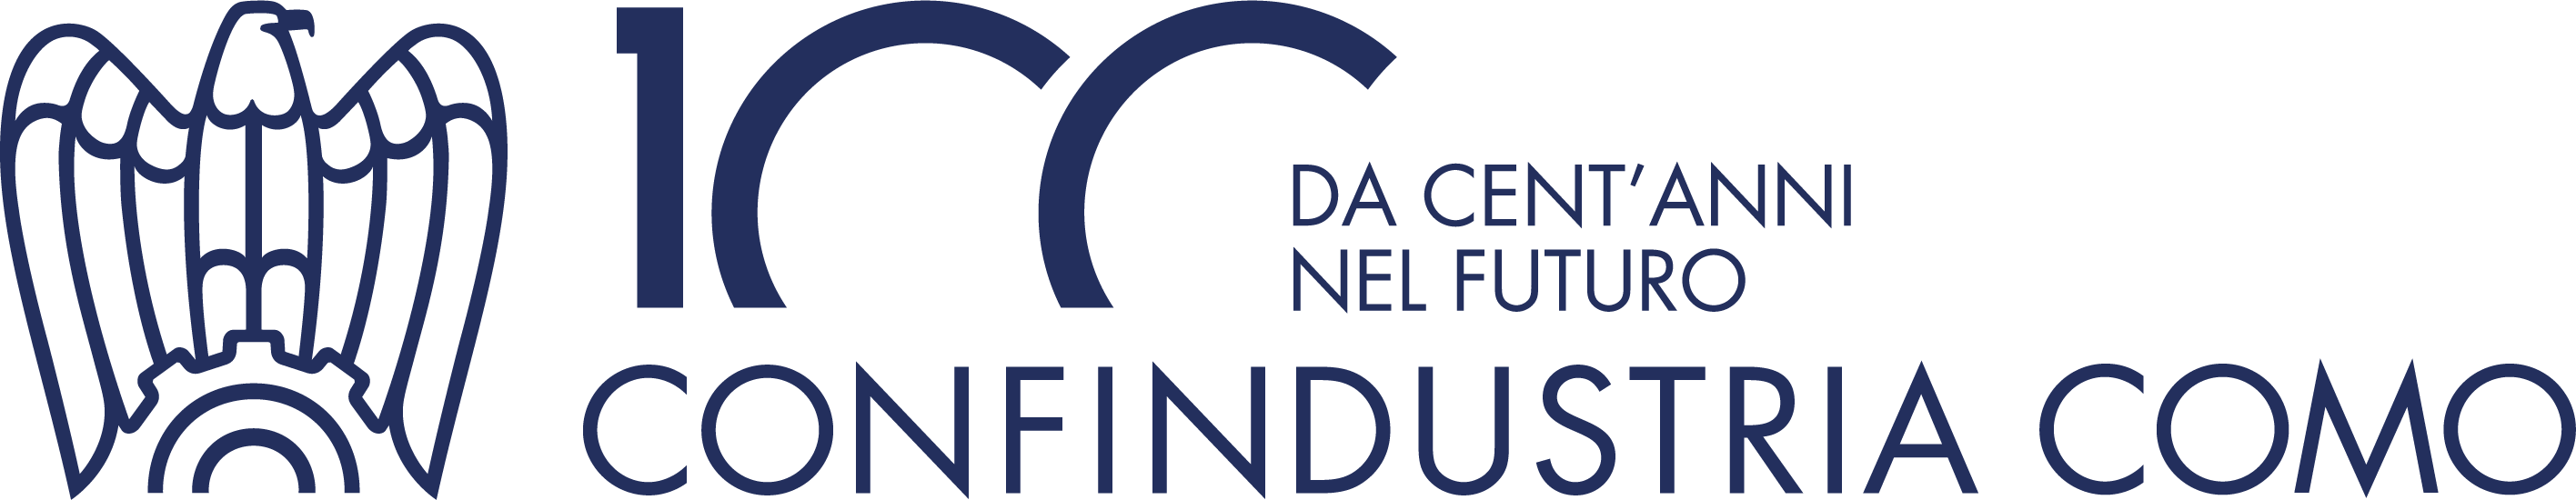 100
DA CENT'ANNI
NEL FUTURO
CONFINDUSTRIA COMO